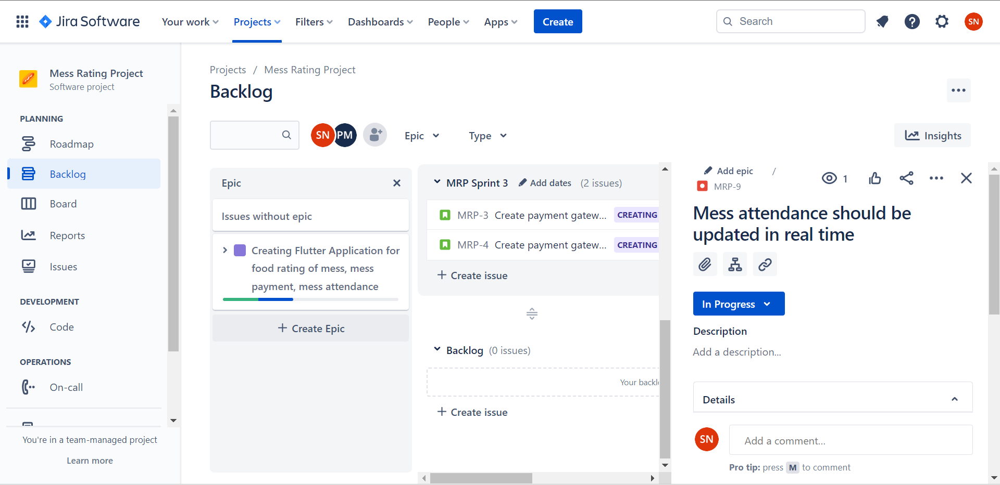 Jira Software
Your work
Projects
Filters
Dashboards
People
Apps
Create
Search
SN
Mess Rating Project
Software project
PLANNING
Roadmap
Backlog
Board
Reports
Issues
DEVELOPMENT
Code
OPERATIONS
On-call
You're in a team-managed project
Learn more
Projects / Mess Rating Project
Backlog
SN PM
Epic
Type
Insights
Epic
Issues without epic
Creating Flutter Application for
food rating of mess, mess
payment, mess attendance
+ Create Epic
MRP Sprint 3 Add dates (2 issues)
MRP-3 Create payment gatew... CREATING
MRP-4 Create payment gatew... CREATING
+ Create issue
Backlog (0 issues)
Your backl
+ Create issue
Add epic /
MRP-9
1
Mess attendance should be
updated in real time
In Progress
Description
Add a description...
Details
SN
Add a comment...
Pro tip: press M to comment